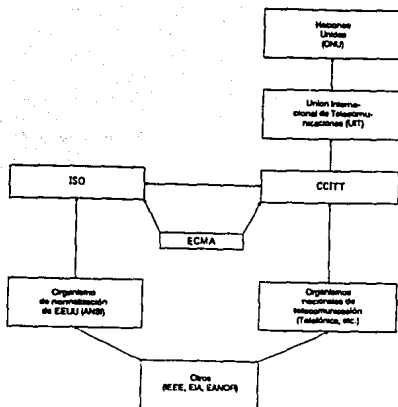 Naciones
Unidas
(ONU)
Union Interna-
cional de Telecomu-
nicaciones (UIT)
ISO
CCITT
ECMA
Organismo
de normalización
de EEUU (ANSI)
Organismos
nacionales de
telecomunicación
(Telefónica, etc.)
Otros
(IEEE, EIA,